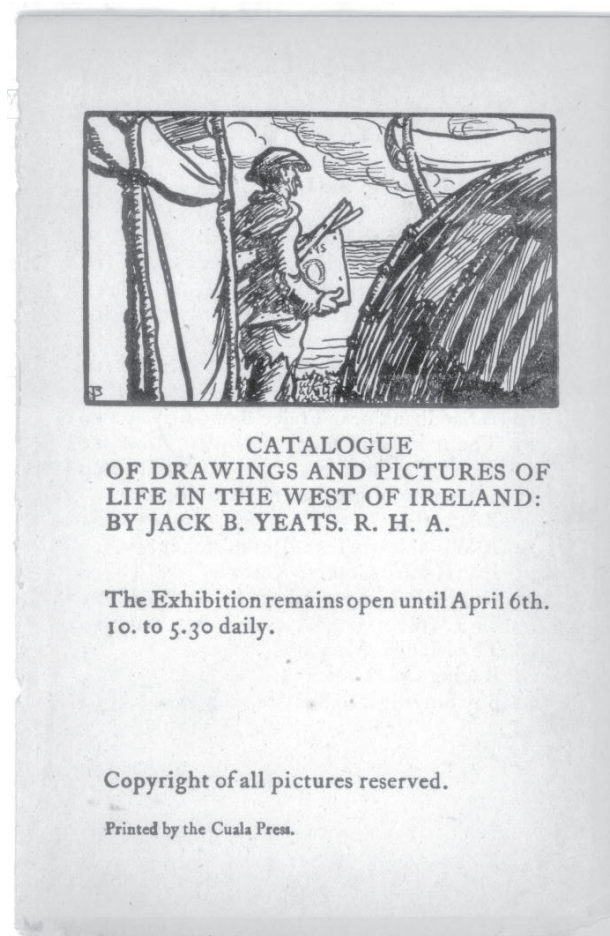 CATALOGUE
OF DRAWINGS AND PICTURES OF
LIFE IN THE WEST OF IRELAND:
BY JACK B. YEATS. R. H. A.
The Exhibition remains open until April 6th.
10. to 5.30 daily.
Copyright of all pictures reserved.
Printed by the Cuala Press.